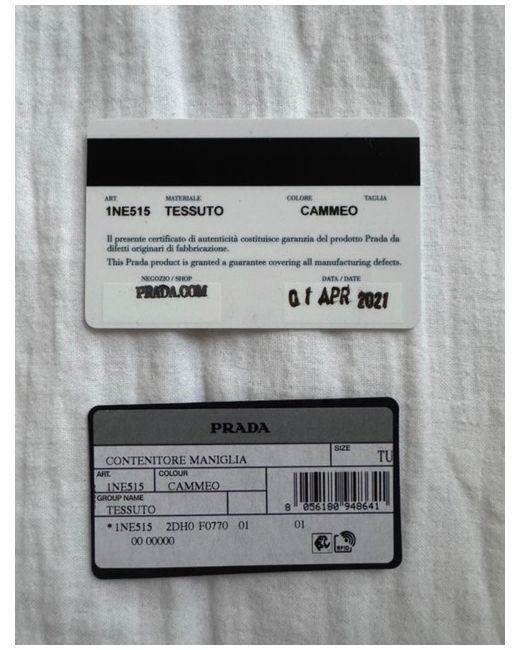 ART. MATERIALE COLORE TAGLIA
1NE515 TESSUTO CAMMEO
Il presente certificato di autenticità costituisce garanzia del prodotto Prada da
difetti originari di fabbricazione.
This Prada product is granted a guarantee covering all manufacturing defects.
NEGOZIO / SHOP DATA / DATE
PRADA.COM 01 APR 2021
PRADA
CONTENITORE MANIGLIA SIZE TU
ART. COLOUR
1NE515 CAMMEO
GROUP NAME
TESSUTO
8 056180 948641
*1NE515 2DH0 F0770 01 01
00 00000
RFID